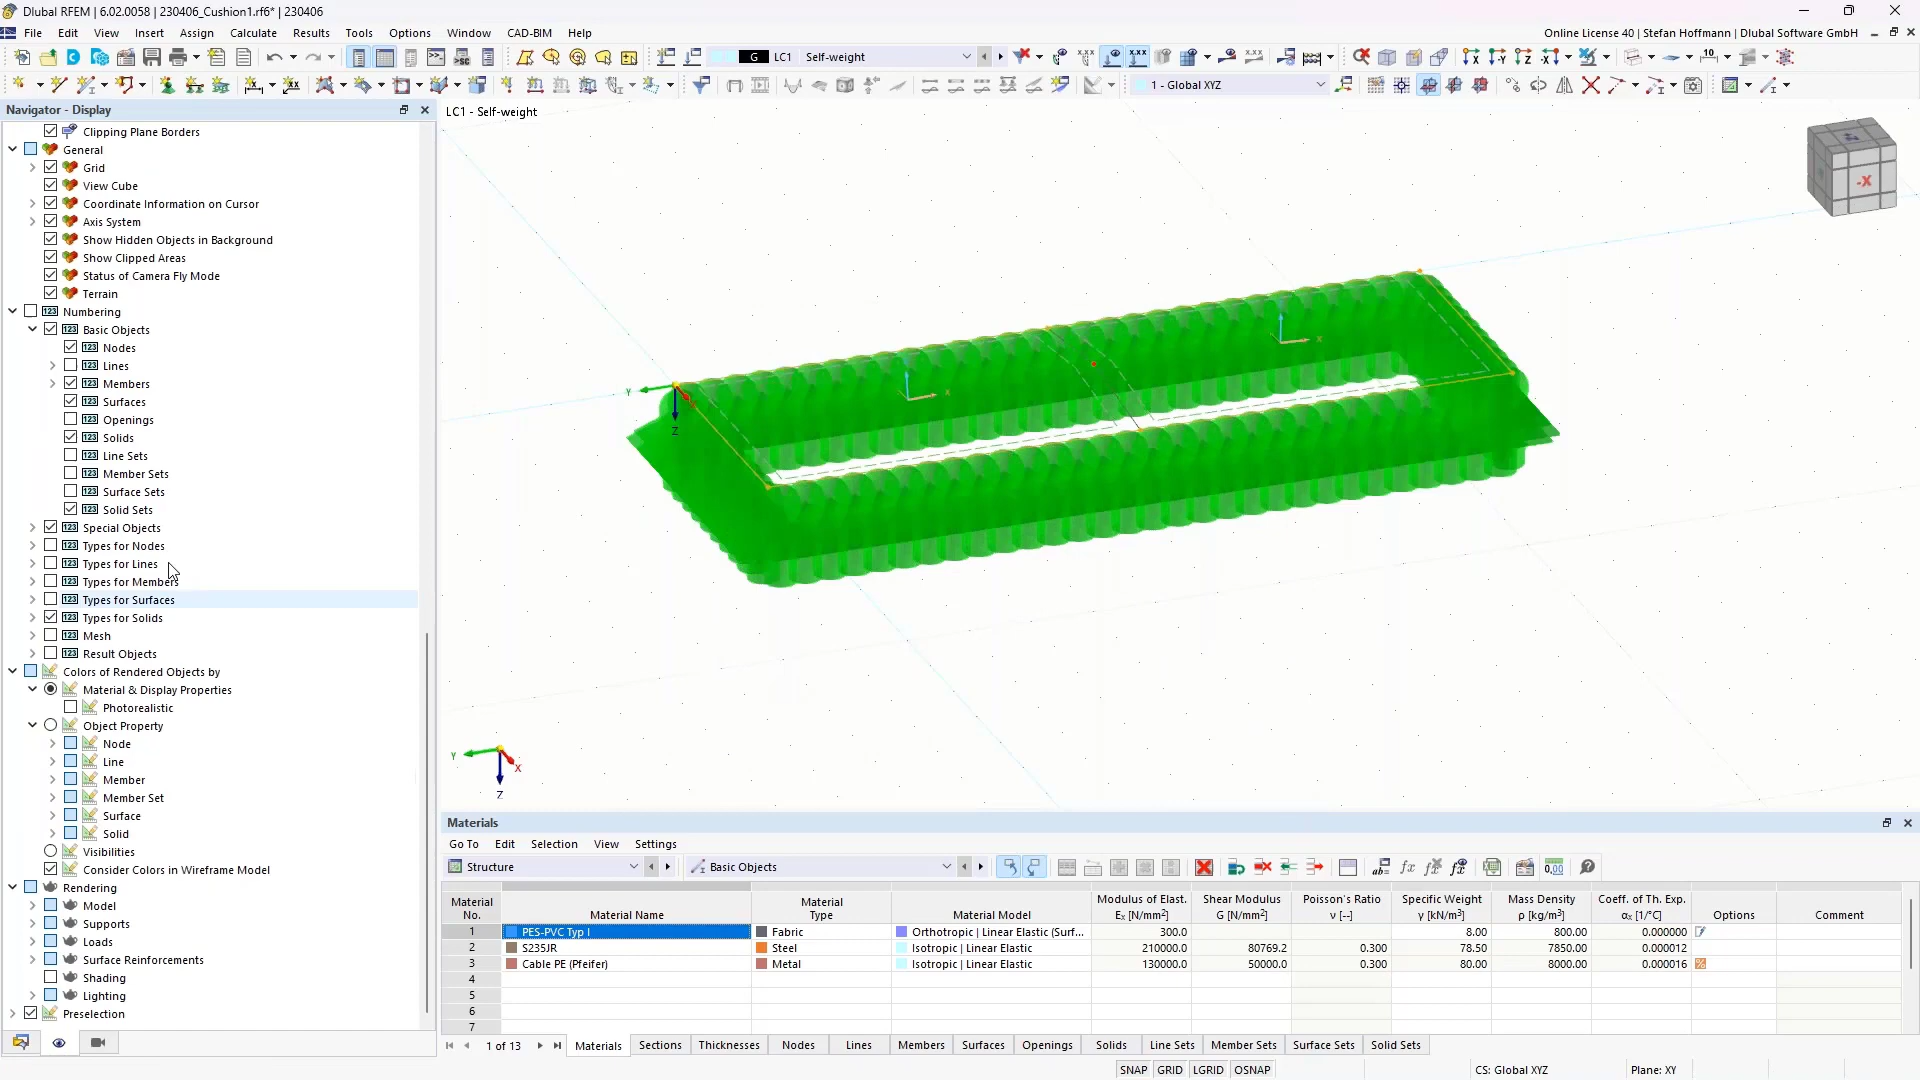 Dlubal RFEM | 6.02.0058 | 230406_Cushion1.rf6* | 230406
File Edit View Insert Assign Calculate Results Tools Options Window CAD-BIM Help
Online License 40 | Stefan Hoffmann | Dlubal Software GmbH
G LC1 Self-weight
1 - Global XYZ
Navigator - Display
LC1 - Self-weight
Clipping Plane Borders
General
Grid
View Cube
Coordinate Information on Cursor
Axis System
Show Hidden Objects in Background
Show Clipped Areas
Status of Camera Fly Mode
Terrain
Numbering
Basic Objects
Nodes
Lines
Members
Surfaces
Openings
Solids
Line Sets
Member Sets
Surface Sets
Solid Sets
Special Objects
Types for Nodes
Types for Lines
Types for Members
Types for Surfaces
Types for Solids
Mesh
Result Objects
Colors of Rendered Objects by
Material & Display Properties
Photorealistic
Object Property
Node
Line
Member
Member Set
Surface
Solid
Visibilities
Consider Colors in Wireframe Model
Rendering
Model
Supports
Loads
Surface Reinforcements
Shading
Lighting
Preselection
-X
Y
Z
X
X
Y
X
Z
Materials
Go To Edit Selection View Settings
Structure Basic Objects
Material No. Material Name Material Type Material Model Modulus of Elast. Eₓ [N/mm²] Shear Modulus G [N/mm²] Poisson's Ratio ν [--] Specific Weight γ [kN/m³] Mass Density ρ [kg/m³] Coeff. of Th. Exp. αₓ [1/°C] Options Comment
1 PES-PVC Typ I Fabric Orthotropic | Linear Elastic (Surf... 300.0 8.00 800.00 0.000000
2 S235JR Steel Isotropic | Linear Elastic 210000.0 80769.2 0.300 78.50 7850.00 0.000012
3 Cable PE (Pfeifer) Metal Isotropic | Linear Elastic 130000.0 50000.0 0.300 80.00 8000.00 0.000016
4
5
6
7
1 of 13 Materials Sections Thicknesses Nodes Lines Members Surfaces Openings Solids Line Sets Member Sets Surface Sets Solid Sets
SNAP GRID LGRID OSNAP CS: Global XYZ Plane: XY